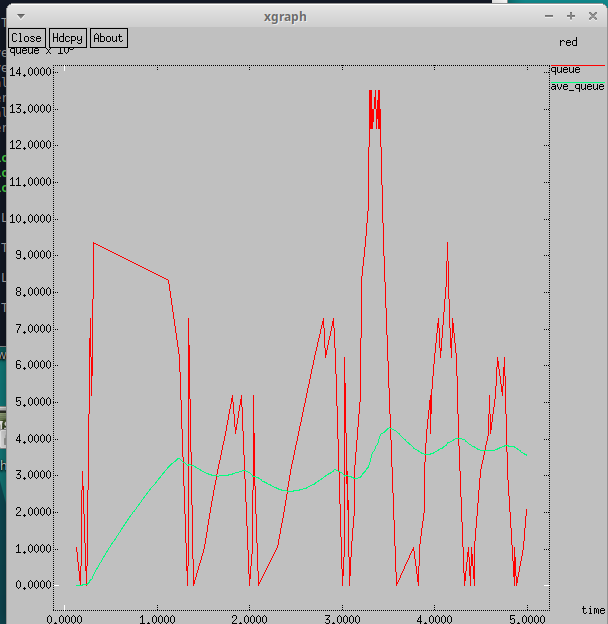 xgraph
Close Hdcpy About
queue x 10³
red
queue
ave_queue
14.0000
13.0000
12.0000
11.0000
10.0000
9.0000
8.0000
7.0000
6.0000
5.0000
4.0000
3.0000
2.0000
1.0000
0.0000
time
0.0000 1.0000 2.0000 3.0000 4.0000 5.0000